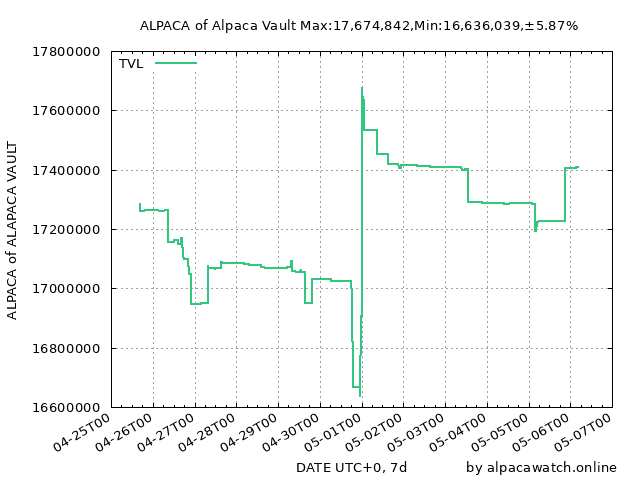 ALPACA of Alpaca Vault Max:17,674,842,Min:16,636,039,±5.87%
TVL
17800000
17600000
17400000
17200000
17000000
16800000
16600000
ALPACA of ALAPACA VAULT
04-25T00
04-26T00
04-27T00
04-28T00
04-29T00
04-30T00
05-01T00
05-02T00
05-03T00
05-04T00
05-05T00
05-06T00
05-07T00
DATE UTC+0, 7d
by alpacawatch.online